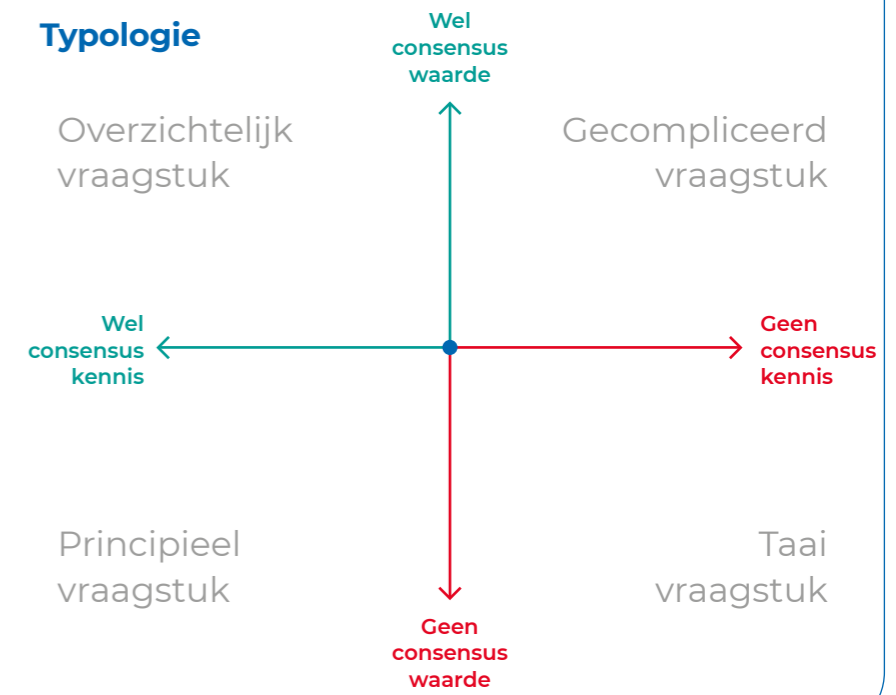 Typologie
Wel
consensus
waarde
Overzichtelijk
vraagstuk
Gecompliceerd
vraagstuk
Wel
consensus
kennis
Geen
consensus
kennis
Principieel
vraagstuk
Taai
vraagstuk
Geen
consensus
waarde